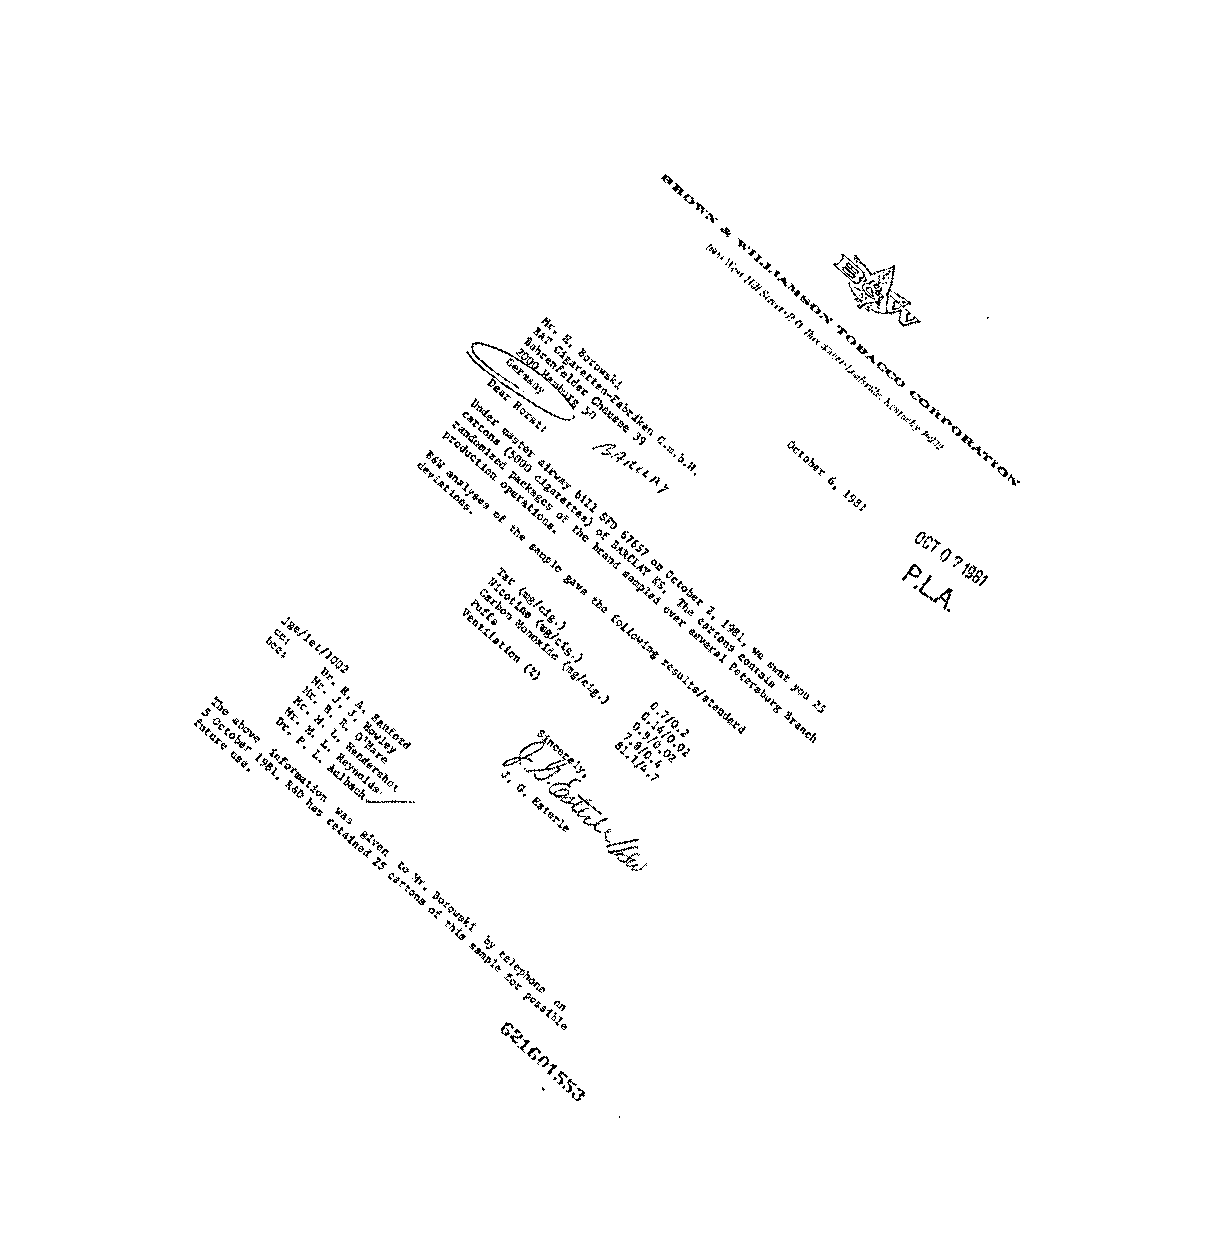 BROWN & WILLIAMSON TOBACCO CORPORATION
1600 West Hill Street P.O. Box Louisville, Kentucky
B&W
October 6, 1981
OCT 07 1981
P.L.A.
Mr. H. Borowski
BAT Cigaretten-Fabriken G.m.b.H.
Bahrenfelder Chausse 39
2000 Hamburg 50
Germany
BARCLAY
Dear Horst:
Under master airway bill SFD 67657 on October 2, 1981, we sent you 25
cartons (5000 cigarettes) of BARCLAY KS. The cartons contain
randomized packages of the brand sampled over several Petersburg Branch
production operations.
B&W analyses of the sample gave the following results/standard
deviations.
Tar (mg/cig.) 0.7/0.2
Nicotine (mg/cig.) 0.14/0.02
Carbon Monoxide (mg/cig.) 0.9/0.02
Puffs 7.8/0.4
Ventilation (%) 81.1/4.7
Sincerely,
J. G. Esterle
J. G. Esterle
jge/let/1002
cc:
bcc:
Dr. R. A. Sanford
Mr. J. J. Howley
Mr. B. R. O'Hare
Mr. M. L. Hendershot
Mr. M. L. Reynolds
Dr. P. L. Aulbach
The above information was given to Mr. Borowski by telephone on
5 October 1981. R&D has retained 25 cartons of this sample for possible
future use.
621601553